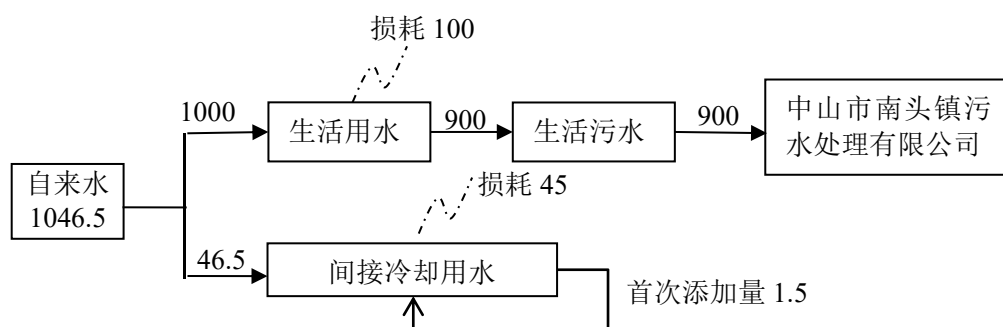 损耗 100
1000
生活用水
900
生活污水
900
中山市南头镇污
水处理有限公司
自来水
1046.5
损耗 45
46.5
间接冷却用水
首次添加量 1.5